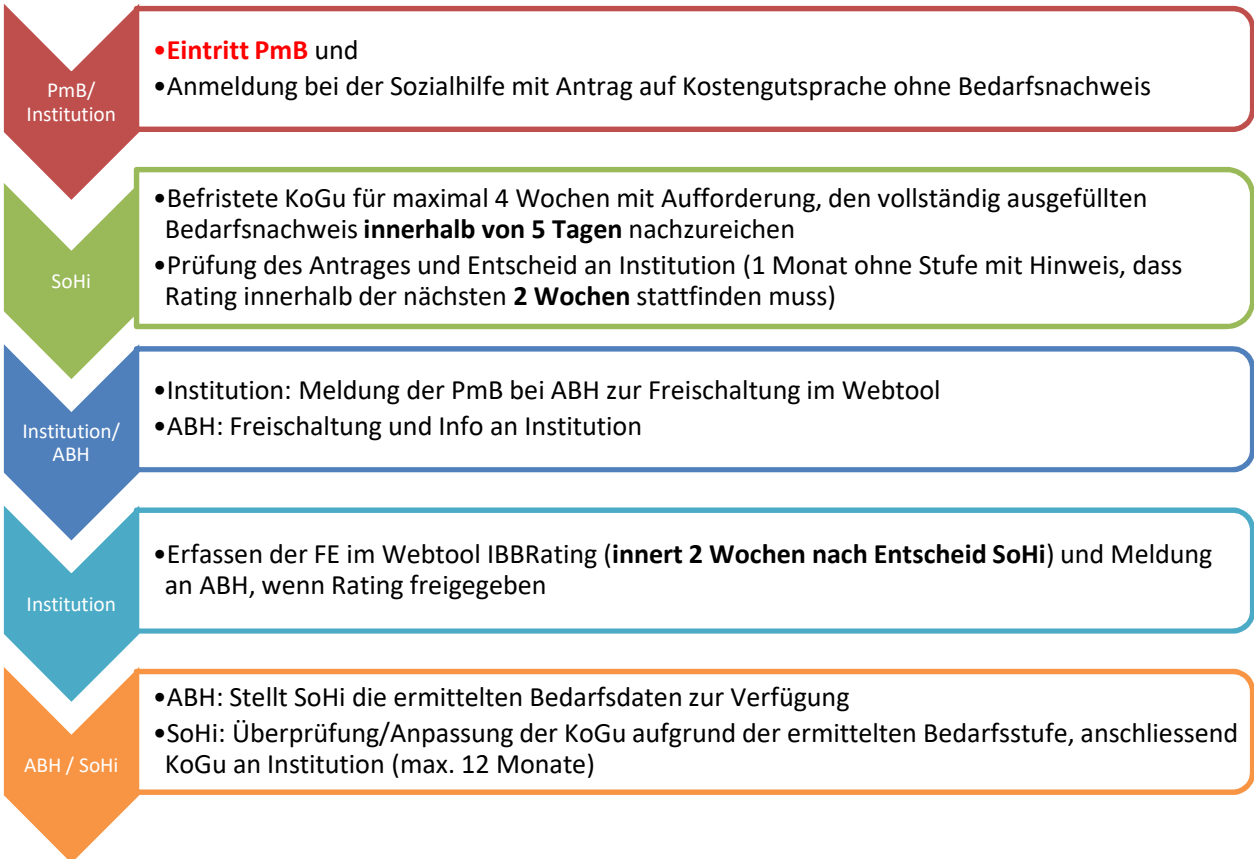 PmB/
Institution
•Eintritt PmB und
•Anmeldung bei der Sozialhilfe mit Antrag auf Kostengutsprache ohne Bedarfsnachweis
SoHi
•Befristete KoGu für maximal 4 Wochen mit Aufforderung, den vollständig ausgefüllten
Bedarfsnachweis innerhalb von 5 Tagen nachzureichen
•Prüfung des Antrages und Entscheid an Institution (1 Monat ohne Stufe mit Hinweis, dass
Rating innerhalb der nächsten 2 Wochen stattfinden muss)
Institution/
ABH
•Institution: Meldung der PmB bei ABH zur Freischaltung im Webtool
•ABH: Freischaltung und Info an Institution
Institution
•Erfassen der FE im Webtool IBBRating (innert 2 Wochen nach Entscheid SoHi) und Meldung
an ABH, wenn Rating freigegeben
ABH / SoHi
•ABH: Stellt SoHi die ermittelten Bedarfsdaten zur Verfügung
•SoHi: Überprüfung/Anpassung der KoGu aufgrund der ermittelten Bedarfsstufe, anschliessend
KoGu an Institution (max. 12 Monate)